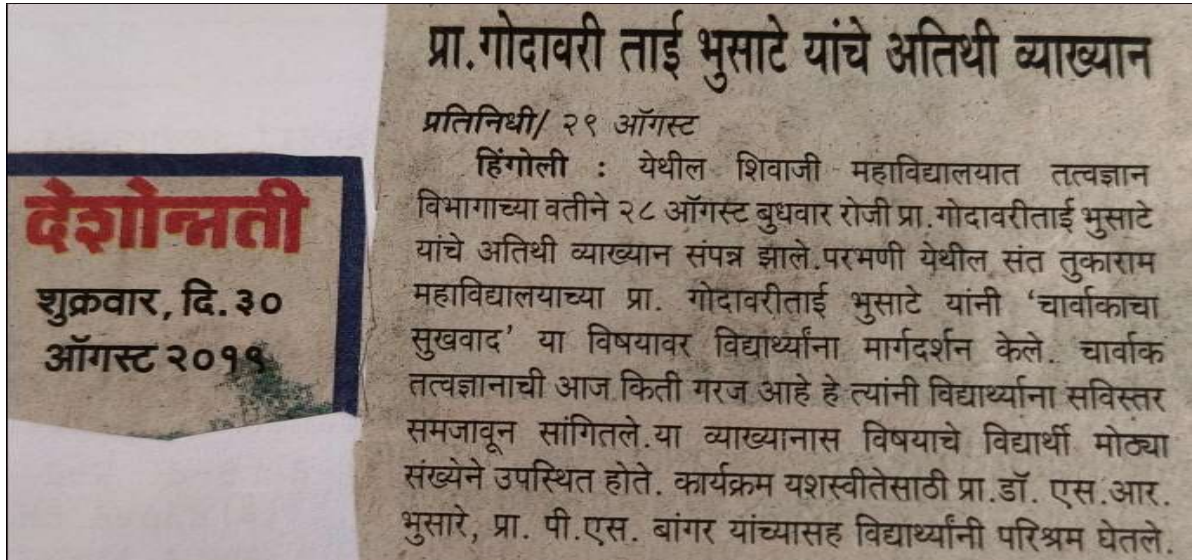 देशोन्नती
शुक्रवार, दि.३०
ऑगस्ट २०१९
प्रा.गोदावरी ताई भुसाटे यांचे अतिथी व्याख्यान
प्रतिनिधी/ २९ ऑगस्ट
हिंगोली : येथील शिवाजी महाविद्यालयात तत्वज्ञान
विभागाच्या वतीने २८ ऑगस्ट बुधवार रोजी प्रा.गोदावरीताई भुसाटे
यांचे अतिथी व्याख्यान संपन्न झाले.परभणी येथील संत तुकाराम
महाविद्यालयाच्या प्रा. गोदावरीताई भुसाटे यांनी ‘चार्वाकाचा
सुखवाद’ या विषयावर विद्यार्थ्यांना मार्गदर्शन केले. चार्वाक
तत्वज्ञानाची आज किती गरज आहे हे त्यांनी विद्यार्थ्याना सविस्तर
समजावून सांगितले.या व्याख्यानास विषयाचे विद्यार्थी मोठ्या
संख्येने उपस्थित होते. कार्यक्रम यशस्वीतेसाठी प्रा.डॉ. एस.आर.
भुसारे, प्रा. पी.एस. बांगर यांच्यासह विद्यार्थ्यांनी परिश्रम घेतले.